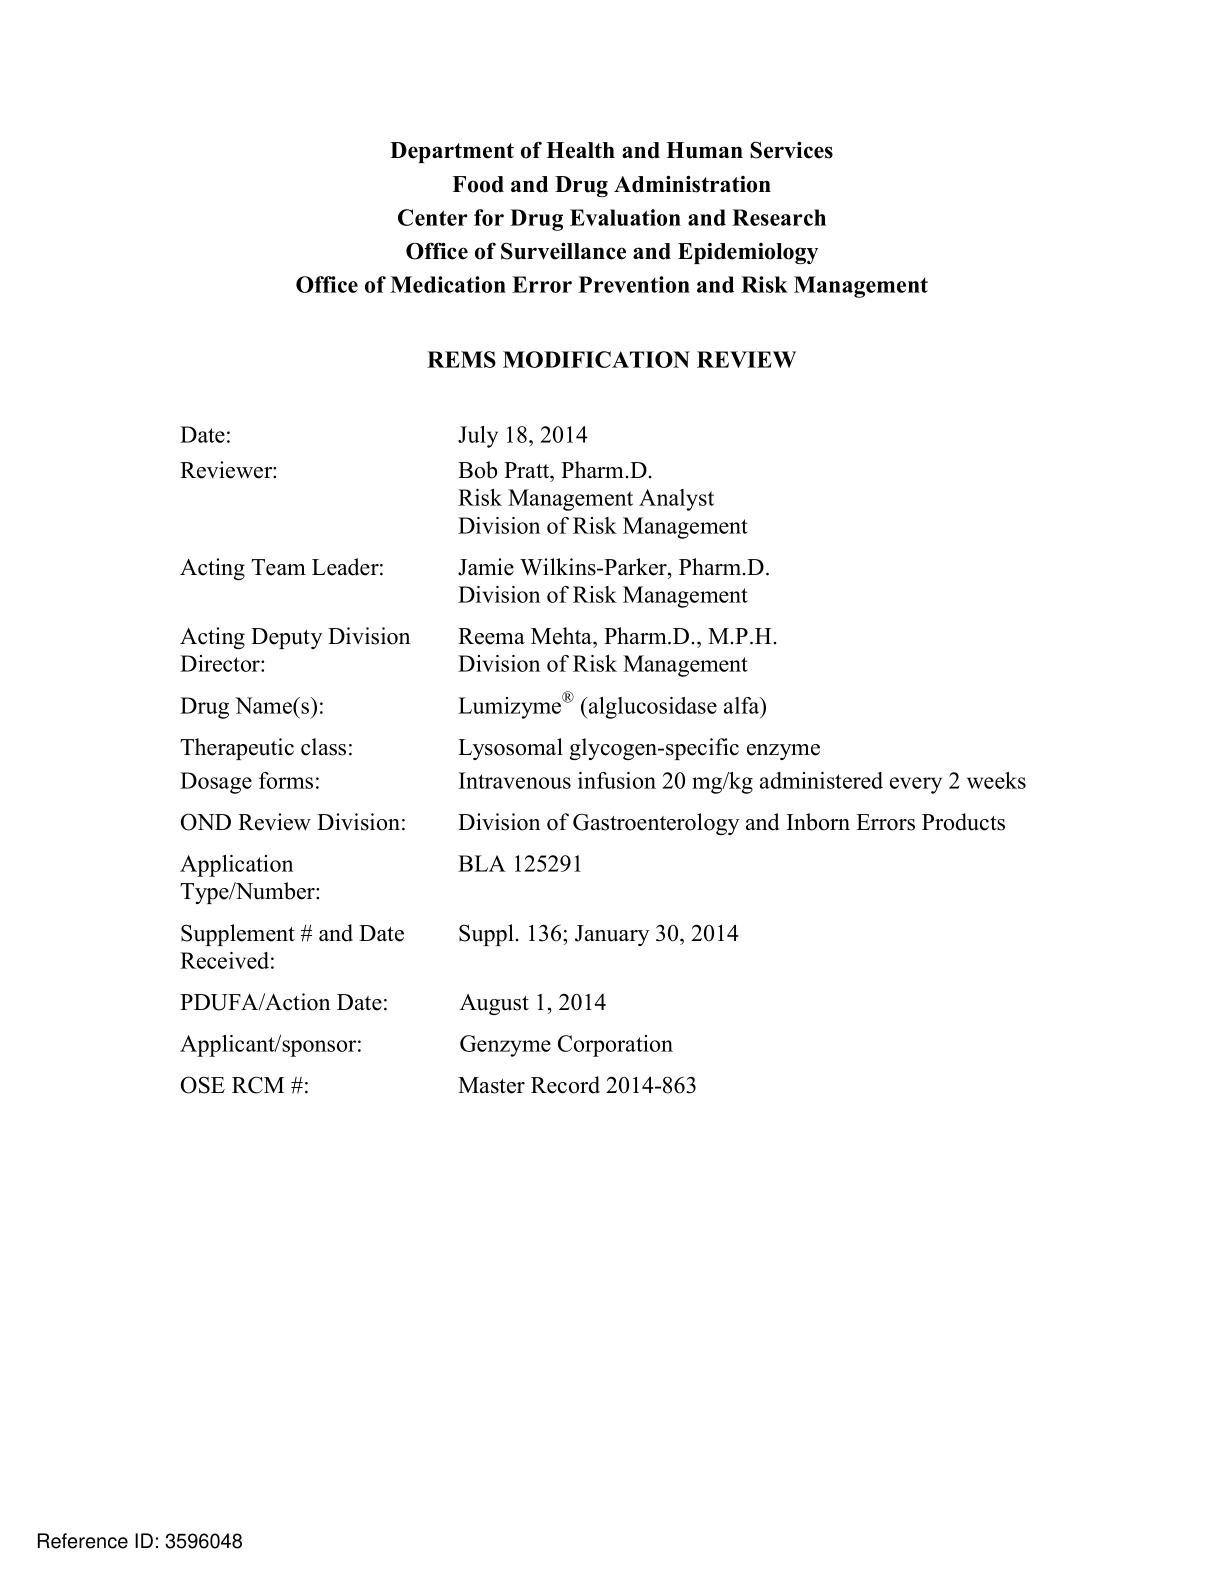 Department of Health and Human Services
Food and Drug Administration
Center for Drug Evaluation and Research
Office of Surveillance and Epidemiology
Office of Medication Error Prevention and Risk Management
REMS MODIFICATION REVIEW
Date: July 18, 2014
Reviewer: Bob Pratt, Pharm.D.
Risk Management Analyst
Division of Risk Management
Acting Team Leader: Jamie Wilkins-Parker, Pharm.D.
Division of Risk Management
Acting Deputy Division Reema Mehta, Pharm.D., M.P.H.
Director: Division of Risk Management
Drug Name(s): Lumizyme® (alglucosidase alfa)
Therapeutic class: Lysosomal glycogen-specific enzyme
Dosage forms: Intravenous infusion 20 mg/kg administered every 2 weeks
OND Review Division: Division of Gastroenterology and Inborn Errors Products
Application BLA 125291
Type/Number:
Supplement # and Date Suppl. 136; January 30, 2014
Received:
PDUFA/Action Date: August 1, 2014
Applicant/sponsor: Genzyme Corporation
OSE RCM #: Master Record 2014-863
Reference ID: 3596048